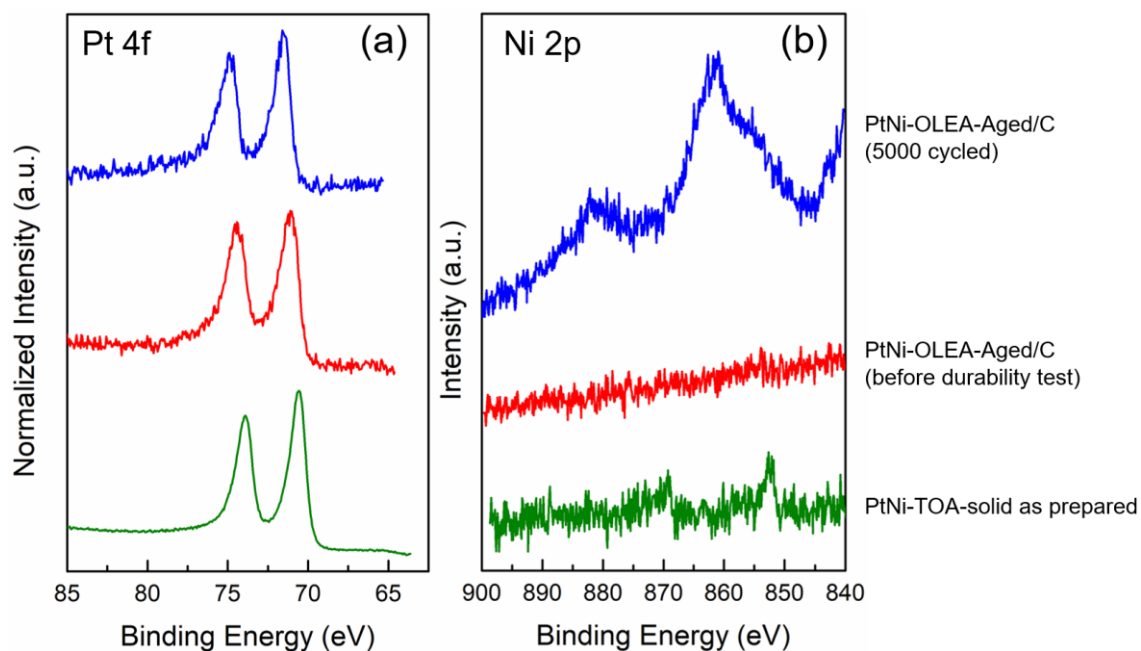 Pt 4f
(a)
Normalized Intensity (a.u.)
85
80
75
70
65
Binding Energy (eV)
Ni 2p
(b)
Intensity (a.u.)
900
890
880
870
860
850
840
Binding Energy (eV)
PtNi-OLEA-Aged/C
(5000 cycled)
PtNi-OLEA-Aged/C
(before durability test)
PtNi-TOA-solid as prepared